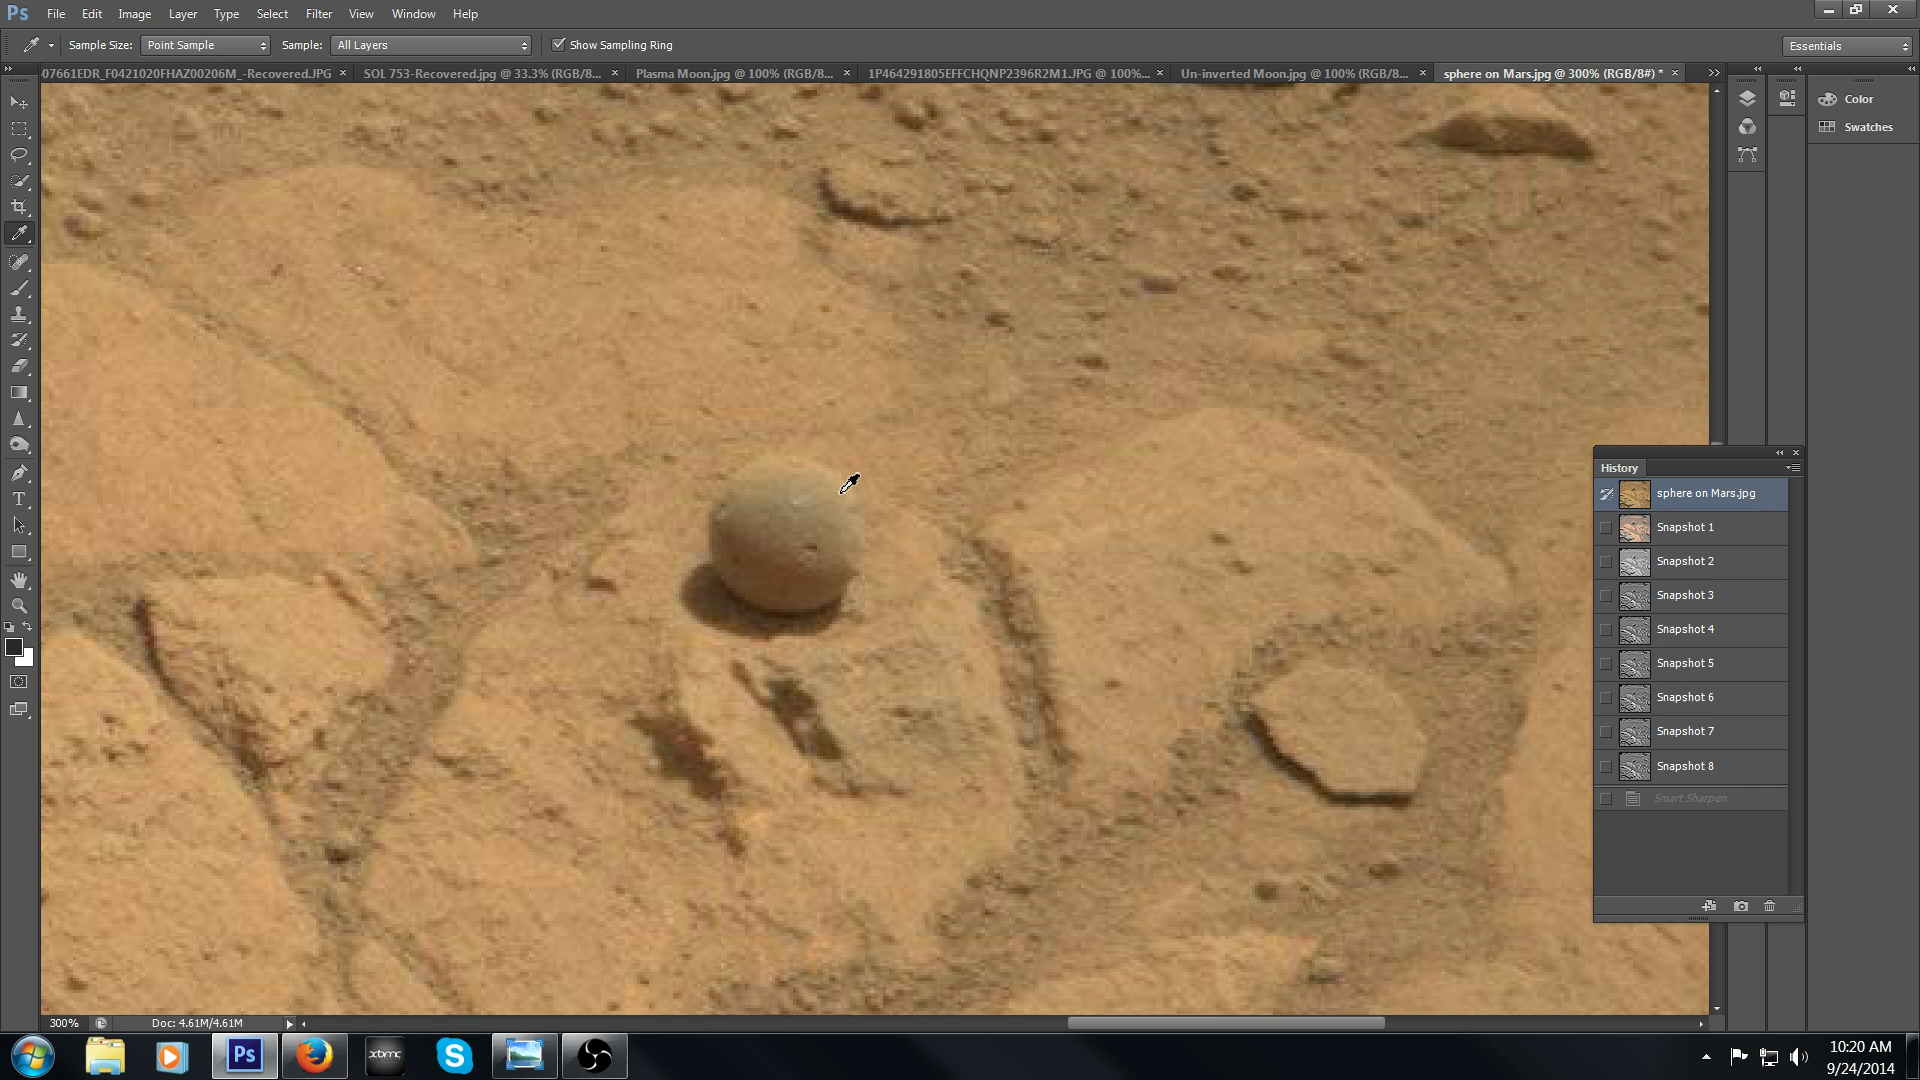 Ps File Edit Image Layer Type Select Filter 3D View Window Help
Sample Size: Point Sample Sample: All Layers Show Sampling Ring Essentials
07661EDR_F0421020FHAZ00206M_-Recovered.JPG × SOL 753-Recovered.jpg @ 33.3% (RGB/8... × Plasma Moon.jpg @ 100% (RGB/8... × 1P464291805EFFCHQNP2396R2M1.JPG @ 100%... × Un-inverted Moon.jpg @ 100% (RGB/8... × sphere on Mars.jpg @ 300% (RGB/8#) * ×
Color
Swatches
History
sphere on Mars.jpg
Snapshot 1
Snapshot 2
Snapshot 3
Snapshot 4
Snapshot 5
Snapshot 6
Snapshot 7
Snapshot 8
Smart Sharpen
300% Doc: 4.61M/4.61M
Ps xbmc S 10:20 AM
9/24/2014